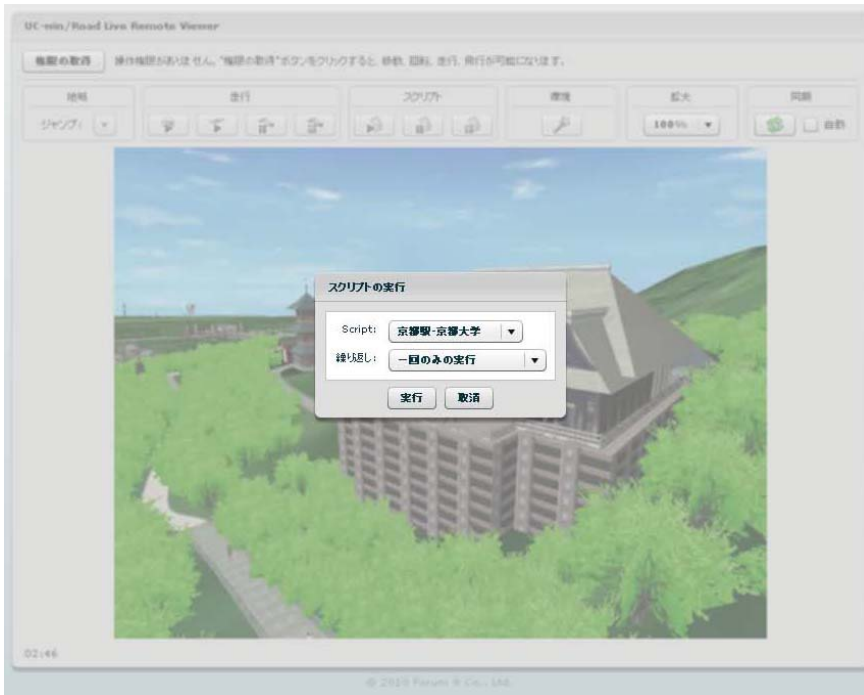 UC-win/Road Live Remote Viewer
権限の取得 操作権限がありません。"権限の取得"ボタンをクリックすると、移動、回転、走行、飛行が可能になります。
地域 走行 スクリプト 環境 拡大 同期
ジャンプ: 100% 自動
スクリプトの実行
Script: 京都駅-京都大学
繰り返し: 一回のみの実行
実行 取消
02:46
© 2010 Forum 8 Co., Ltd.